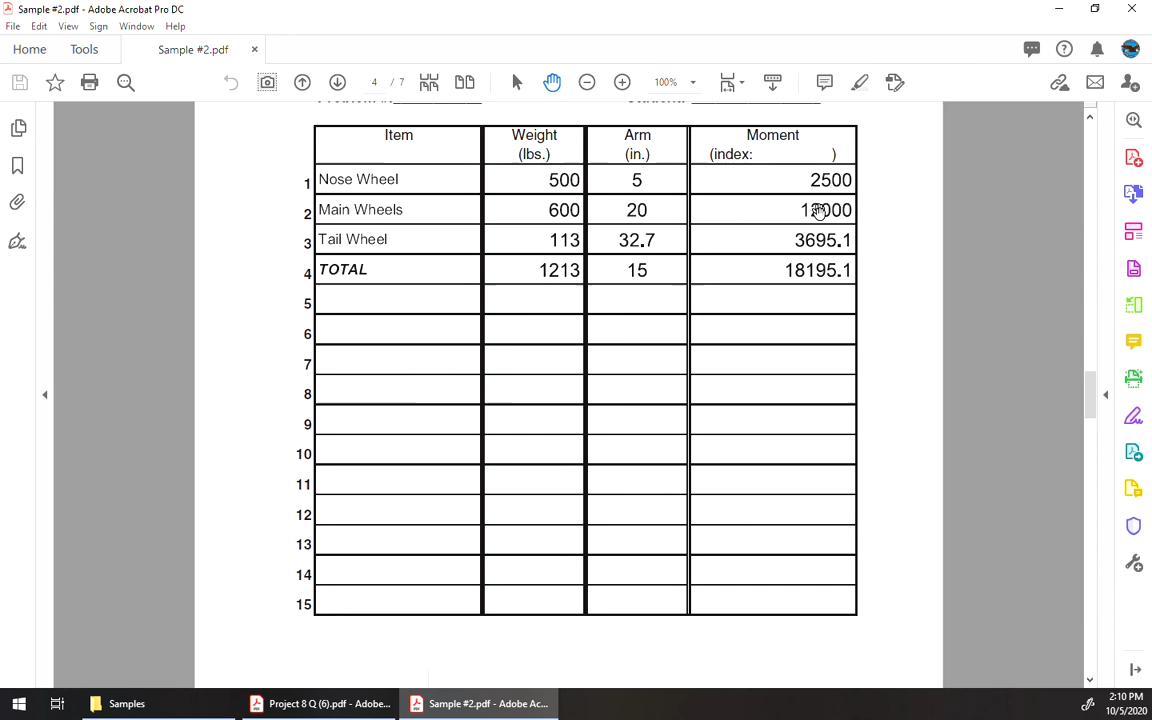 Sample #2.pdf - Adobe Acrobat Pro DC
File Edit View Sign Window Help
Home Tools Sample #2.pdf ×
4 / 7 100%
Item Weight (lbs.) Arm (in.) Moment (index: )
1 Nose Wheel 500 5 2500
2 Main Wheels 600 20 12000
3 Tail Wheel 113 32.7 3695.1
4 TOTAL 1213 15 18195.1
5
6
7
8
9
10
11
12
13
14
15
Samples Project 8 Q (6).pdf - Adobe... Sample #2.pdf - Adobe Ac... 2:10 PM
10/5/2020